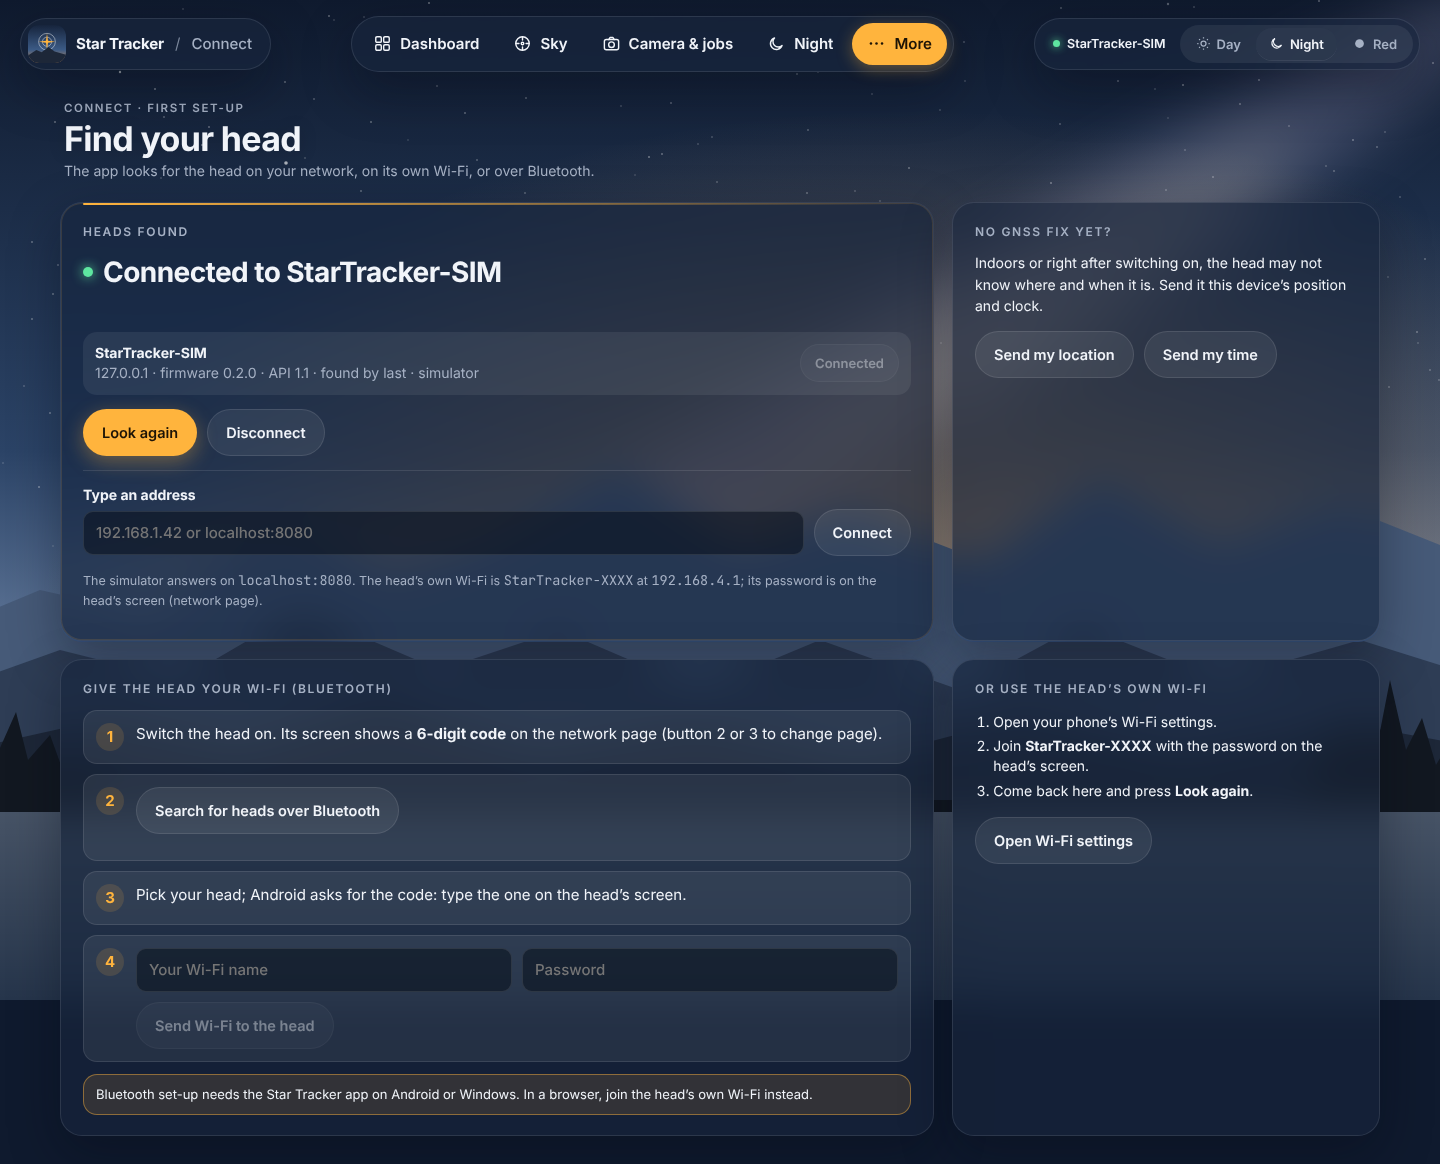 Star Tracker / Connect
Dashboard
Sky
Camera & jobs
Night
More
StarTracker-SIM
Day
Night
Red
CONNECT · FIRST SET-UP
Find your head
The app looks for the head on your network, on its own Wi-Fi, or over Bluetooth.
HEADS FOUND
Connected to StarTracker-SIM
StarTracker-SIM
127.0.0.1 · firmware 0.2.0 · API 1.1 · found by last · simulator
Connected
Look again
Disconnect
Type an address
192.168.1.42 or localhost:8080
Connect
The simulator answers on localhost:8080. The head’s own Wi-Fi is StarTracker-XXXX at 192.168.4.1; its password is on the
head’s screen (network page).
NO GNSS FIX YET?
Indoors or right after switching on, the head may not
know where and when it is. Send it this device’s position
and clock.
Send my location
Send my time
GIVE THE HEAD YOUR WI-FI (BLUETOOTH)
1 Switch the head on. Its screen shows a 6-digit code on the network page (button 2 or 3 to change page).
2 Search for heads over Bluetooth
3 Pick your head; Android asks for the code: type the one on the head’s screen.
4 Your Wi-Fi name
Password
Send Wi-Fi to the head
Bluetooth set-up needs the Star Tracker app on Android or Windows. In a browser, join the head’s own Wi-Fi instead.
OR USE THE HEAD’S OWN WI-FI
1. Open your phone’s Wi-Fi settings.
2. Join StarTracker-XXXX with the password on the
head’s screen.
3. Come back here and press Look again.
Open Wi-Fi settings